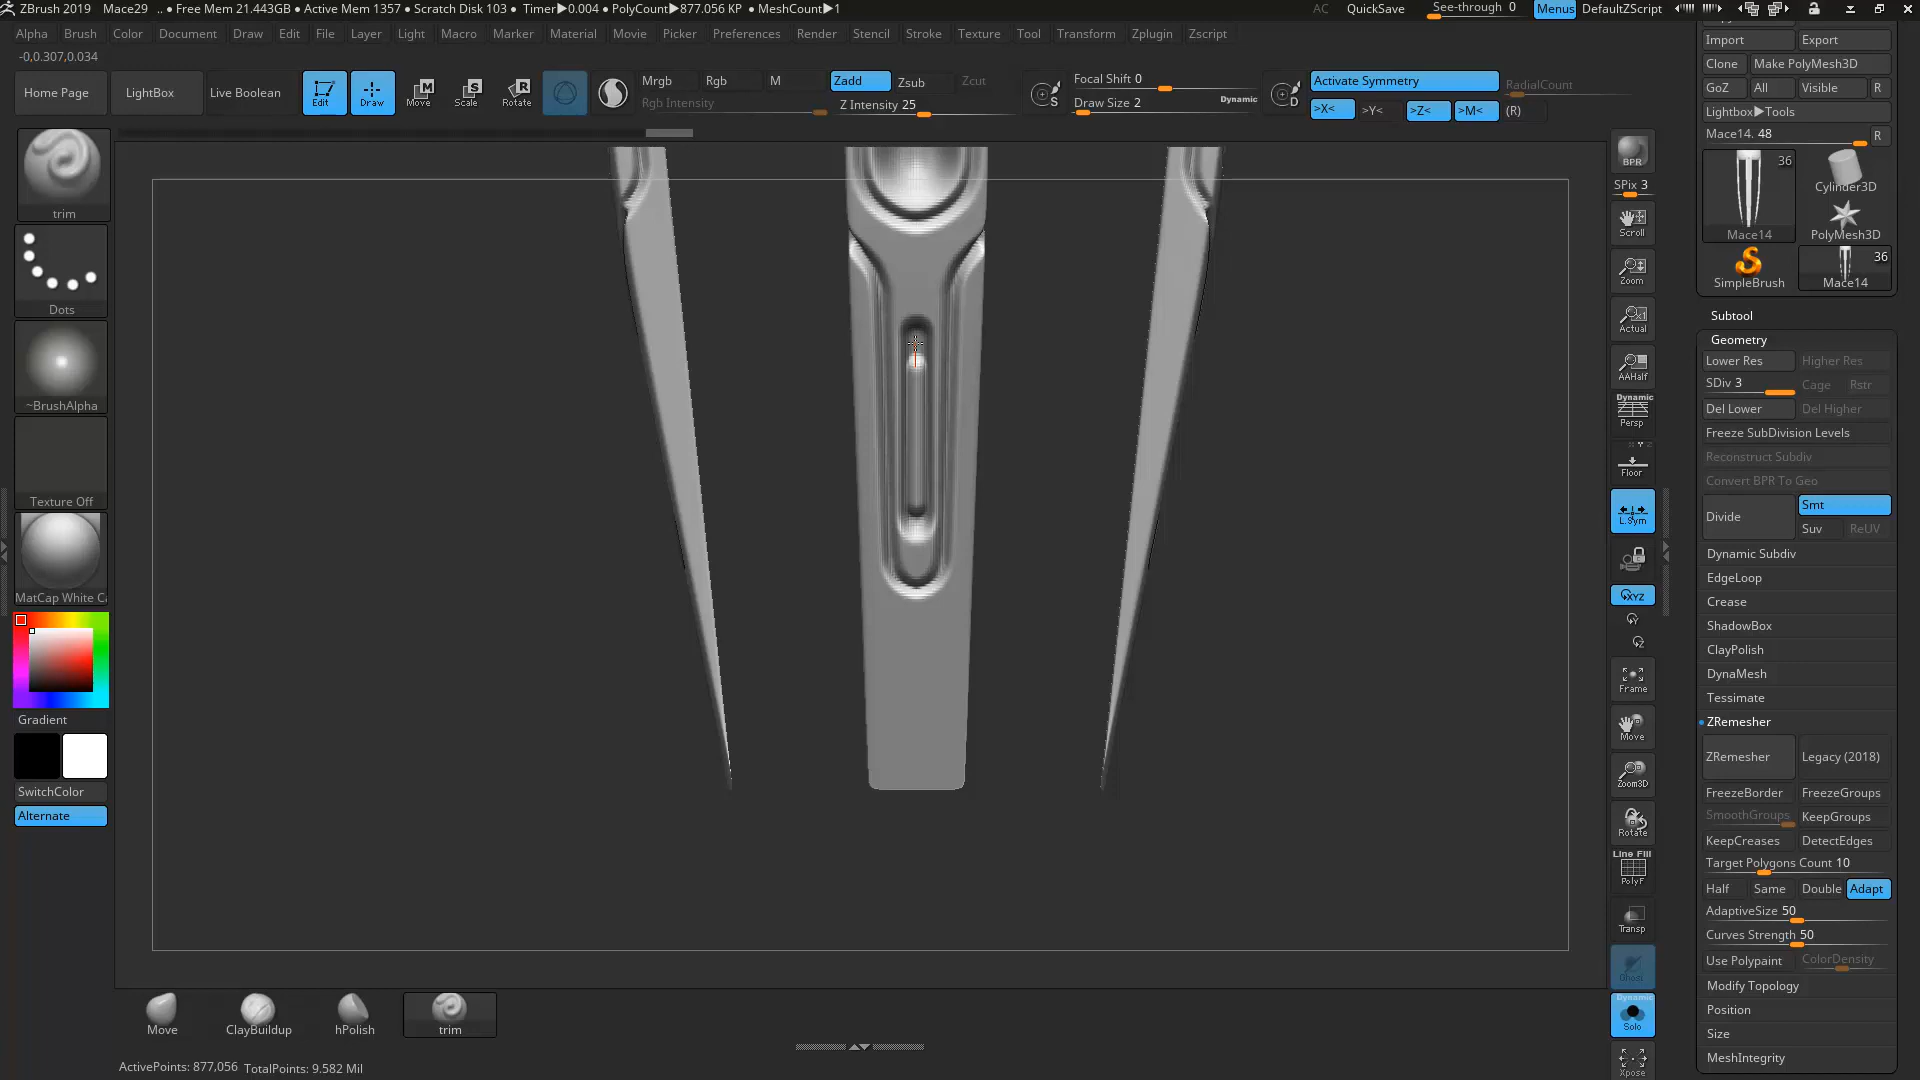 ZBrush 2019 Mace29 .. ● Free Mem 21.443GB ● Active Mem 1357 ● Scratch Disk 103 ● Timer▶0.004 ● PolyCount▶877.056 KP ● MeshCount▶1 AC QuickSave See-through 0 Menus DefaultZScript
Alpha Brush Color Document Draw Edit File Layer Light Macro Marker Material Movie Picker Preferences Render Stencil Stroke Texture Tool Transform Zplugin Zscript
-0,0.307,0.034
Home Page LightBox Live Boolean Edit Draw Move Scale Rotate
Mrgb Rgb M Zadd Zsub Zcut
Rgb Intensity Z Intensity 25
Focal Shift 0
Draw Size 2 Dynamic
Activate Symmetry RadialCount
>X< >Y< >Z< >M< (R)
trim
Dots
~BrushAlpha
Texture Off
MatCap White Ca
Gradient
SwitchColor
Alternate
BPR
SPix 3
Scroll
Zoom
Actual
AAHalf
Dynamic
Persp
Floor
L.Sym
XYZ
Frame
Move
Zoom3D
Rotate
Line Fill
PolyF
Transp
Ghost
Dynamic
Solo
Xpose
Import Export
Clone Make PolyMesh3D
GoZ All Visible R
Lightbox▶Tools
Mace14. 48 R
36
Cylinder3D
Mace14 PolyMesh3D
36
SimpleBrush Mace14
Subtool
Geometry
Lower Res Higher Res
SDiv 3 Cage Rstr
Del Lower Del Higher
Freeze SubDivision Levels
Reconstruct Subdiv
Convert BPR To Geo
Divide Smt
Suv ReUV
Dynamic Subdiv
EdgeLoop
Crease
ShadowBox
ClayPolish
DynaMesh
Tessimate
ZRemesher
ZRemesher Legacy (2018)
FreezeBorder FreezeGroups
SmoothGroups KeepGroups
KeepCreases DetectEdges
Target Polygons Count 10
Half Same Double Adapt
AdaptiveSize 50
Curves Strength 50
Use Polypaint ColorDensity
Modify Topology
Position
Size
MeshIntegrity
Move ClayBuildup hPolish trim
ActivePoints: 877,056 TotalPoints: 9.582 Mil